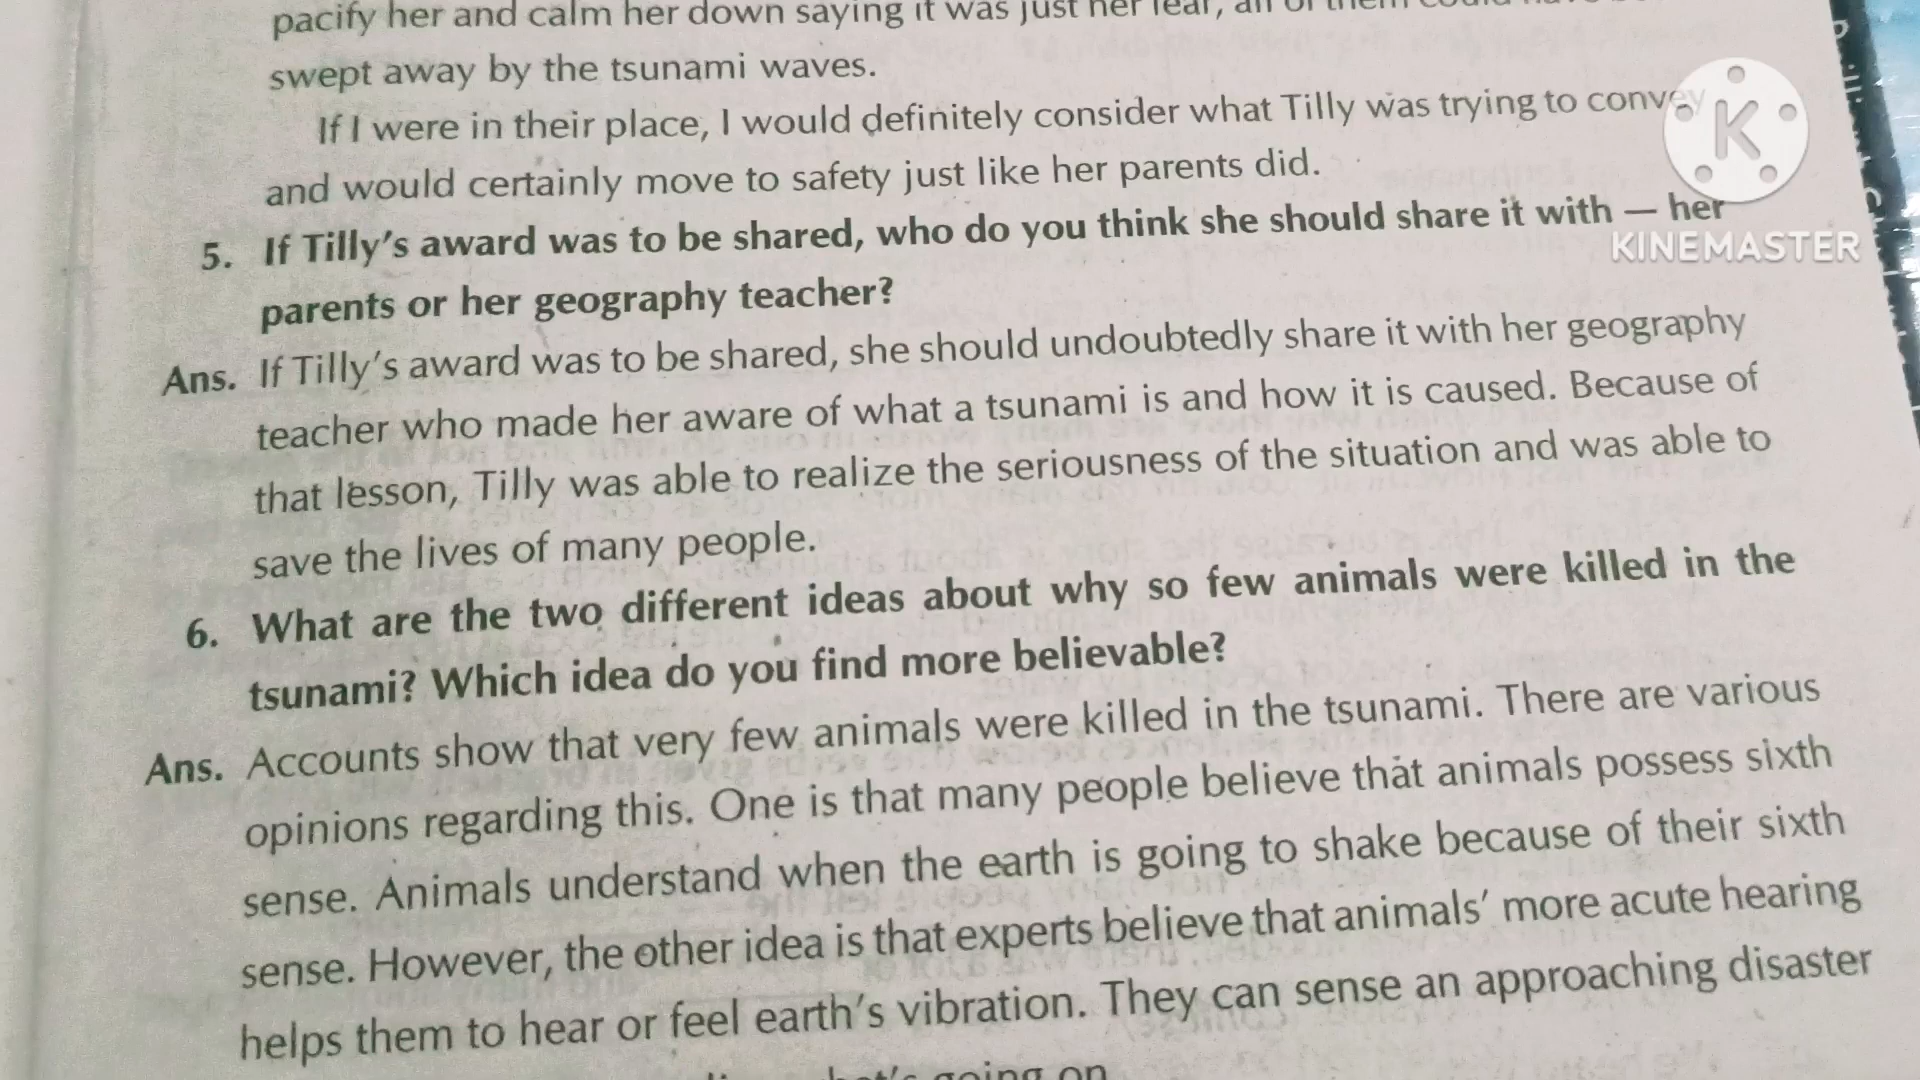 pacify her and calm her down saying it was just her fear, all of them could have
swept away by the tsunami waves.
If I were in their place, I would definitely consider what Tilly was trying to convey
and would certainly move to safety just like her parents did.
5. If Tilly's award was to be shared, who do you think she should share it with — her
parents or her geography teacher?
Ans. If Tilly's award was to be shared, she should undoubtedly share it with her geography
teacher who made her aware of what a tsunami is and how it is caused. Because of
that lesson, Tilly was able to realize the seriousness of the situation and was able to
save the lives of many people.
6. What are the two different ideas about why so few animals were killed in the
tsunami? Which idea do you find more believable?
Ans. Accounts show that very few animals were killed in the tsunami. There are various
opinions regarding this. One is that many people believe that animals possess sixth
sense. Animals understand when the earth is going to shake because of their sixth
sense. However, the other idea is that experts believe that animals' more acute hearing
helps them to hear or feel earth's vibration. They can sense an approaching disaster
what's going on
K
KINEMASTER